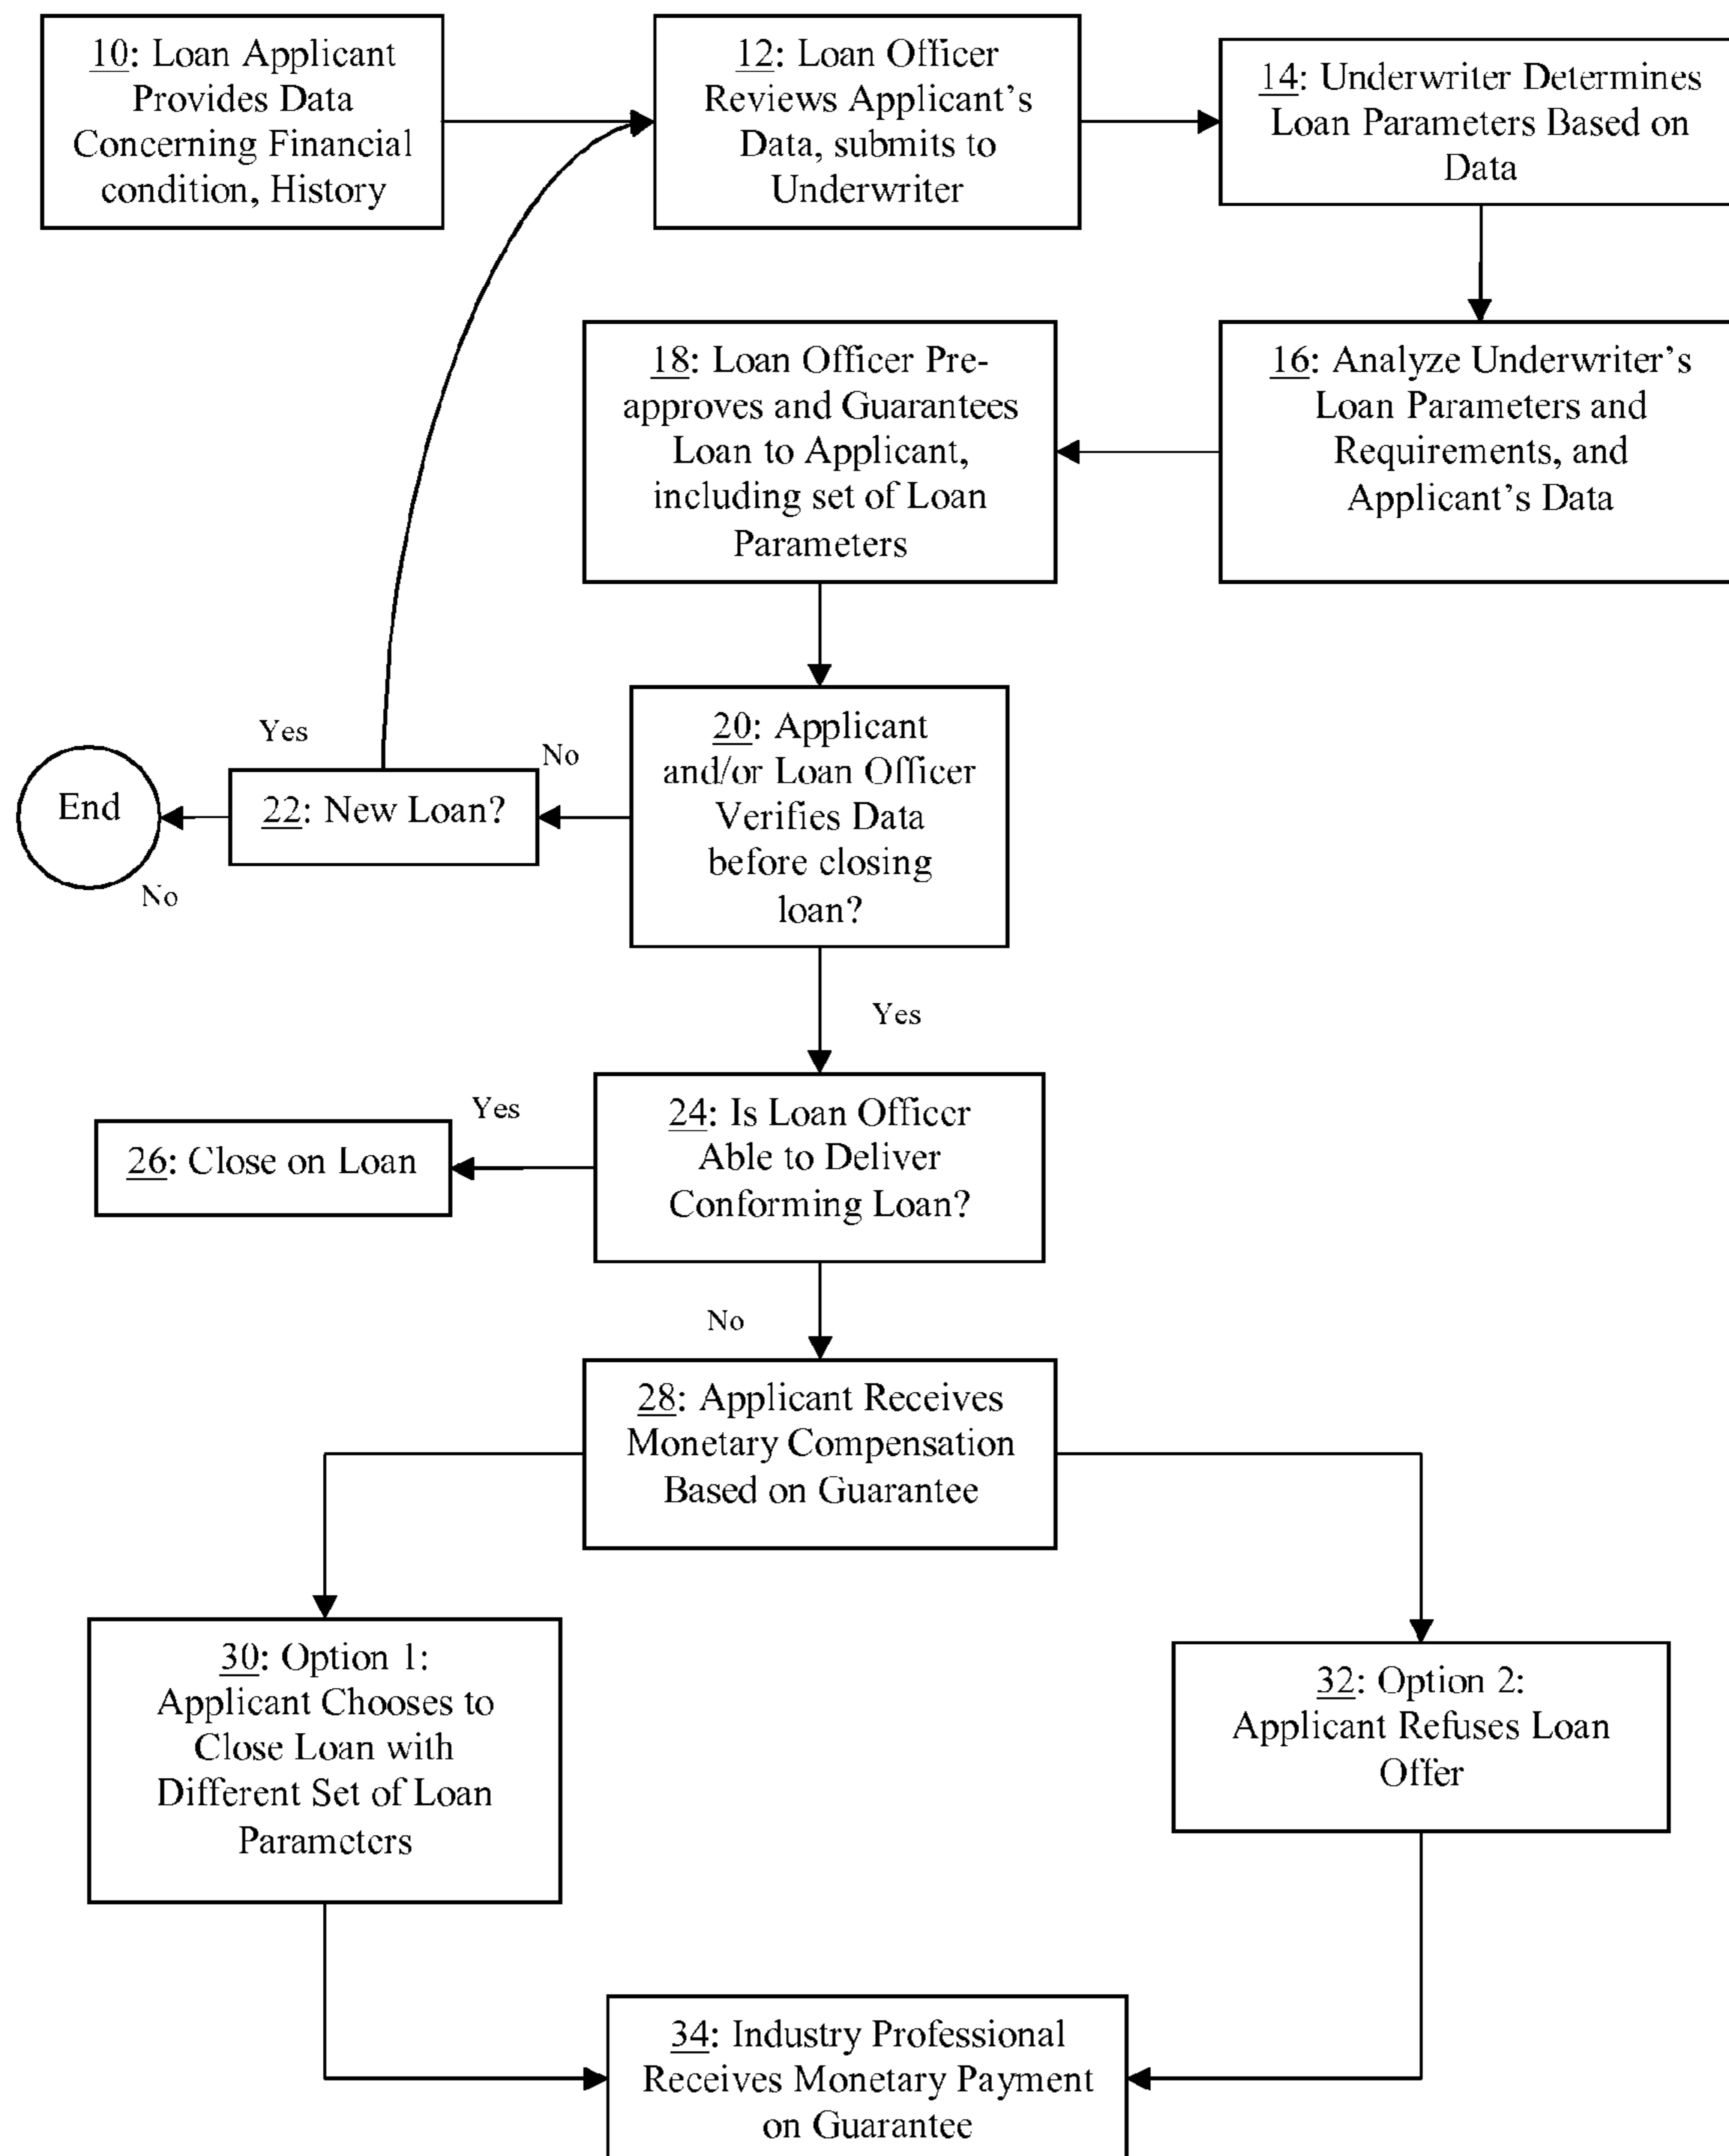 10: Loan Applicant
Provides Data
Concerning Financial
condition, History
12: Loan Officer
Reviews Applicant's
Data, submits to
Underwriter
14: Underwriter Determines
Loan Parameters Based on
Data
16: Analyze Underwriter's
Loan Parameters and
Requirements, and
Applicant's Data
18: Loan Officer Pre-
approves and Guarantees
Loan to Applicant,
including set of Loan
Parameters
20: Applicant
and/or Loan Officer
Verifies Data
before closing
loan?
No
Yes
22: New Loan?
End
No
Yes
24: Is Loan Officer
Able to Deliver
Conforming Loan?
Yes
26: Close on Loan
No
28: Applicant Receives
Monetary Compensation
Based on Guarantee
30: Option 1:
Applicant Chooses to
Close Loan with
Different Set of Loan
Parameters
32: Option 2:
Applicant Refuses Loan
Offer
34: Industry Professional
Receives Monetary Payment
on Guarantee